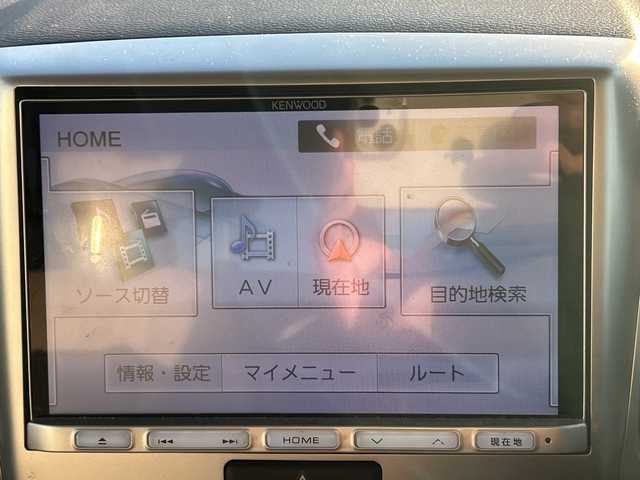 KENWOOD
HOME
電話
ソース切替
AV
現在地
目的地検索
情報・設定
マイメニュー
ルート
HOME
現在地